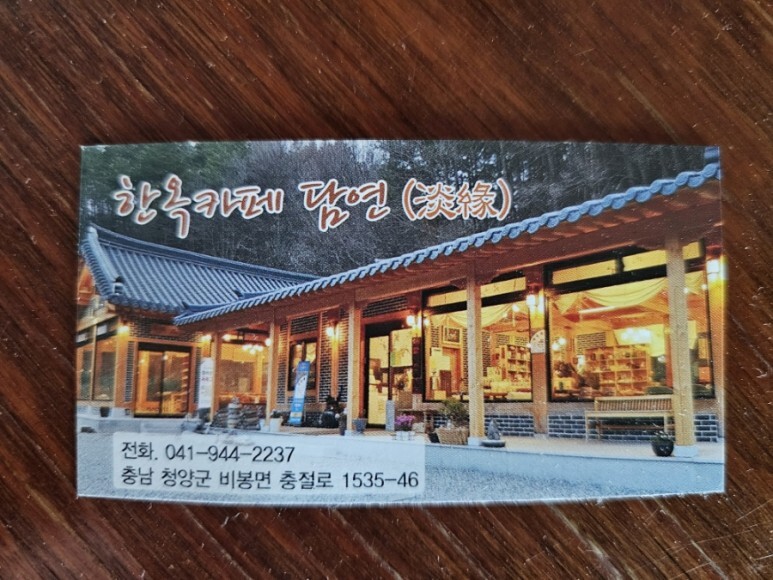 한옥카페 담연 (淡緣)
전화. 041-944-2237
충남 청양군 비봉면 충절로 1535-46